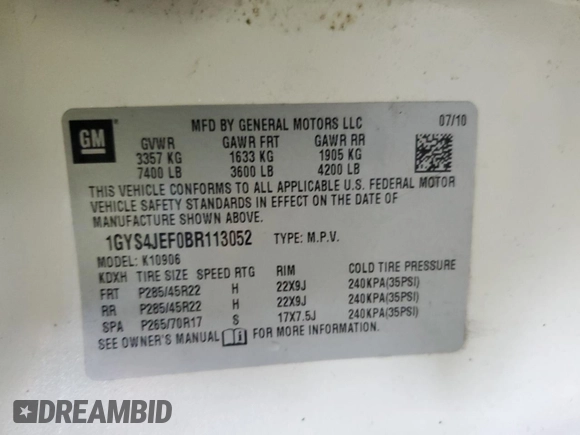 GM
MFD BY GENERAL MOTORS LLC 07/10
GVWR GAWR FRT GAWR RR
3357 KG 1633 KG 1905 KG
7400 LB 3600 LB 4200 LB
THIS VEHICLE CONFORMS TO ALL APPLICABLE U.S. FEDERAL MOTOR
VEHICLE SAFETY STANDARDS IN EFFECT ON THE DATE OF
MANUFACTURE SHOWN ABOVE.
1GYS4JEF0BR113052 TYPE: M.P.V.
MODEL: K10906
KDXH TIRE SIZE SPEED RTG RIM COLD TIRE PRESSURE
FRT P285/45R22 H 22X9J 240KPA(35PSI)
RR P285/45R22 H 22X9J 240KPA(35PSI)
SPA P265/70R17 S 17X7.5J 240KPA(35PSI)
SEE OWNER'S MANUAL FOR MORE INFORMATION.
DREAMBID